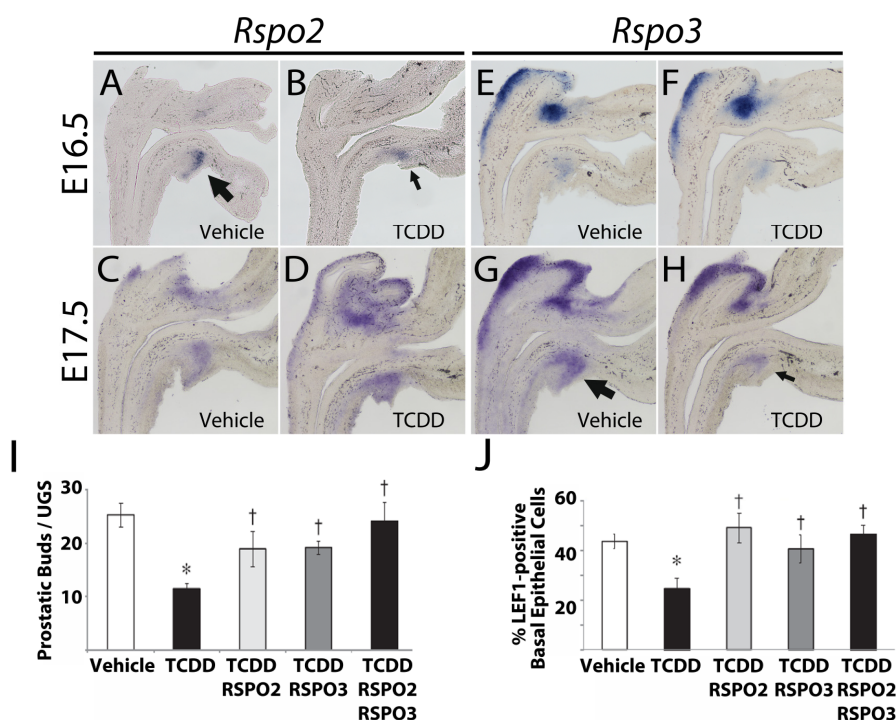 Rspo2 Rspo3
E16.5
A B E F
Vehicle TCDD Vehicle TCDD
E17.5
C D G H
Vehicle TCDD Vehicle TCDD
I
Prostatic Buds / UGS
30
20
10
*
†
†
†
Vehicle TCDD TCDD TCDD TCDD
RSPO2 RSPO3 RSPO2
RSPO3
J
% LEF1-positive
Basal Epithelial Cells
60
40
20
*
†
†
†
Vehicle TCDD TCDD TCDD TCDD
RSPO2 RSPO3 RSPO2
RSPO3